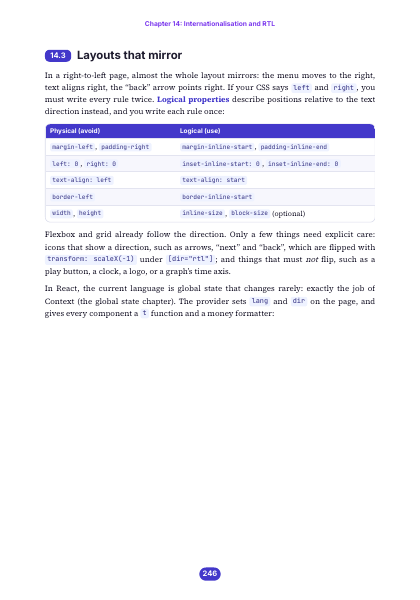 Chapter 14: Internationalisation and RTL
14.3 Layouts that mirror
In a right-to-left page, almost the whole layout mirrors: the menu moves to the right,
text aligns right, the “back” arrow points right. If your CSS says left and right, you
must write every rule twice. Logical properties describe positions relative to the text
direction instead, and you write each rule once:
Physical (avoid) Logical (use)
margin-left, padding-right margin-inline-start, padding-inline-end
left: 0, right: 0 inset-inline-start: 0, inset-inline-end: 0
text-align: left text-align: start
border-left border-inline-start
width, height inline-size, block-size (optional)
Flexbox and grid already follow the direction. Only a few things need explicit care:
icons that show a direction, such as arrows, “next” and “back”, which are flipped with
transform: scaleX(-1) under [dir="rtl"]; and things that must not flip, such as a
play button, a clock, a logo, or a graph’s time axis.
In React, the current language is global state that changes rarely: exactly the job of
Context (the global state chapter). The provider sets lang and dir on the page, and
gives every component a t function and a money formatter:
246